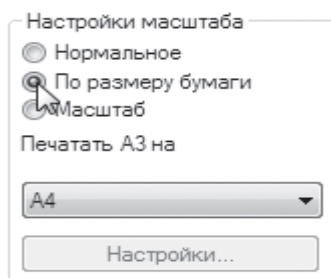 Настройки масштаба
Нормальное
По размеру бумаги
Масштаб
Печатать А3 на
А4
Настройки...